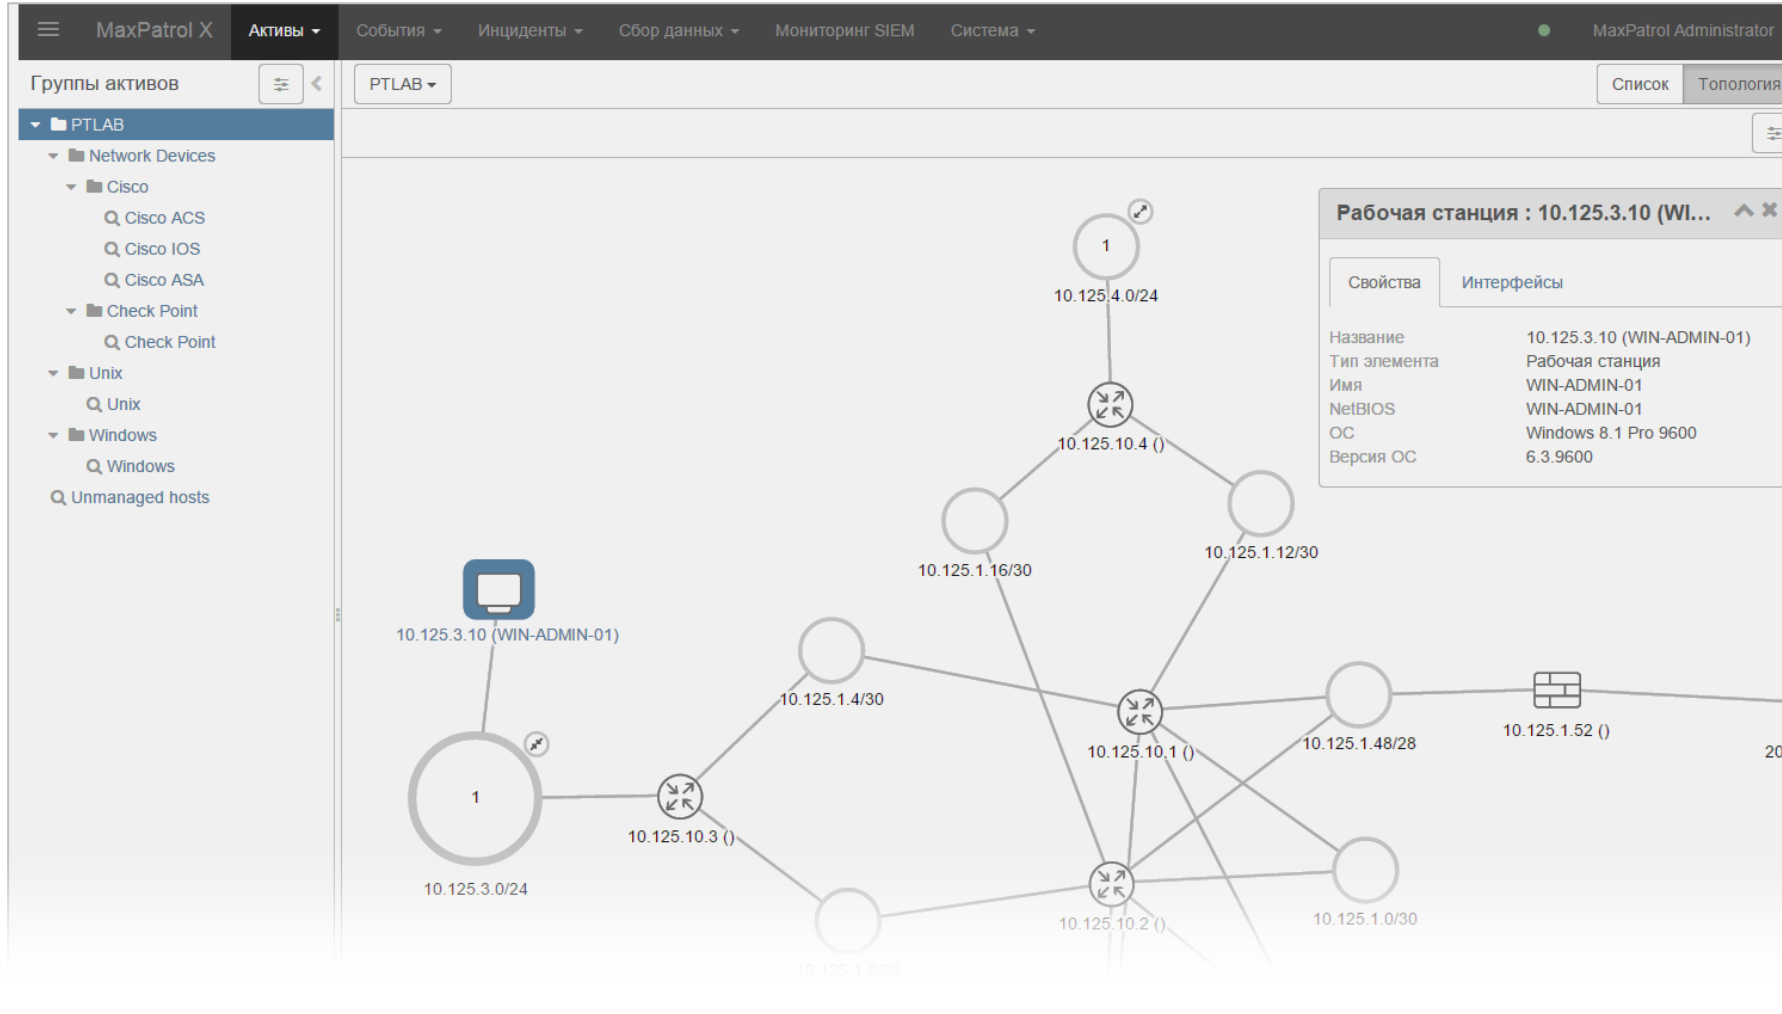 MaxPatrol X Активы События Инциденты Сбор данных Мониторинг SIEM Система MaxPatrol Administrator
Группы активов
PTLAB
Список Топология
PTLAB
Network Devices
Cisco
Cisco ACS
Cisco IOS
Cisco ASA
Check Point
Check Point
Unix
Unix
Windows
Windows
Unmanaged hosts
1
10.125.4.0/24
10.125.10.4 ()
10.125.1.16/30
10.125.1.12/30
10.125.3.10 (WIN-ADMIN-01)
10.125.1.4/30
10.125.10.1 ()
10.125.1.48/28
10.125.1.52 ()
20
1
10.125.3.0/24
10.125.10.3 ()
10.125.10.2 ()
10.125.1.0/30
10.125.1.8/30
Рабочая станция : 10.125.3.10 (WI...
Свойства Интерфейсы
Название 10.125.3.10 (WIN-ADMIN-01)
Тип элемента Рабочая станция
Имя WIN-ADMIN-01
NetBIOS WIN-ADMIN-01
ОС Windows 8.1 Pro 9600
Версия ОС 6.3.9600